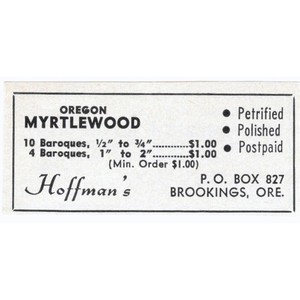 OREGON
MYRTLEWOOD
10 Baroques, ½" to ¾"...........$1.00
4 Baroques, 1" to 2"...........$1.00
(Min. Order $1.00)
• Petrified
• Polished
• Postpaid
Hoffman's
P. O. BOX 827
BROOKINGS, ORE.